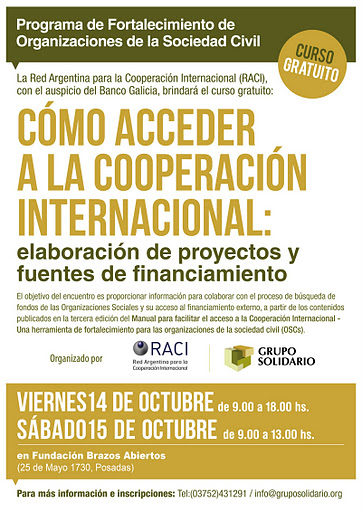 Programa de Fortalecimiento de
Organizaciones de la Sociedad Civil
CURSO
GRATUITO
La Red Argentina para la Cooperación Internacional (RACI),
con el auspicio del Banco Galicia, brindará el curso gratuito:
CÓMO ACCEDER
A LA COOPERACIÓN
INTERNACIONAL:
elaboración de proyectos y
fuentes de financiamiento
El objetivo del encuentro es proporcionar información para colaborar con el proceso de búsqueda de
fondos de las Organizaciones Sociales y su acceso al financiamiento externo, a partir de los contenidos
publicados en la tercera edición del Manual para facilitar el acceso a la Cooperación Internacional -
Una herramienta de fortalecimiento para las organizaciones de la sociedad civil (OSCs).
Organizado por
RACI
Red Argentina para la
Cooperación Internacional
GRUPO
SOLIDARIO
VIERNES14 DE OCTUBRE de 9.00 a 18.00 hs.
SÁBADO15 DE OCTUBRE de 9.00 a 13.00 hs.
en Fundación Brazos Abiertos
(25 de Mayo 1730, Posadas)
Para más información e inscripciones: Tel:(03752)431291 / info@gruposolidario.org